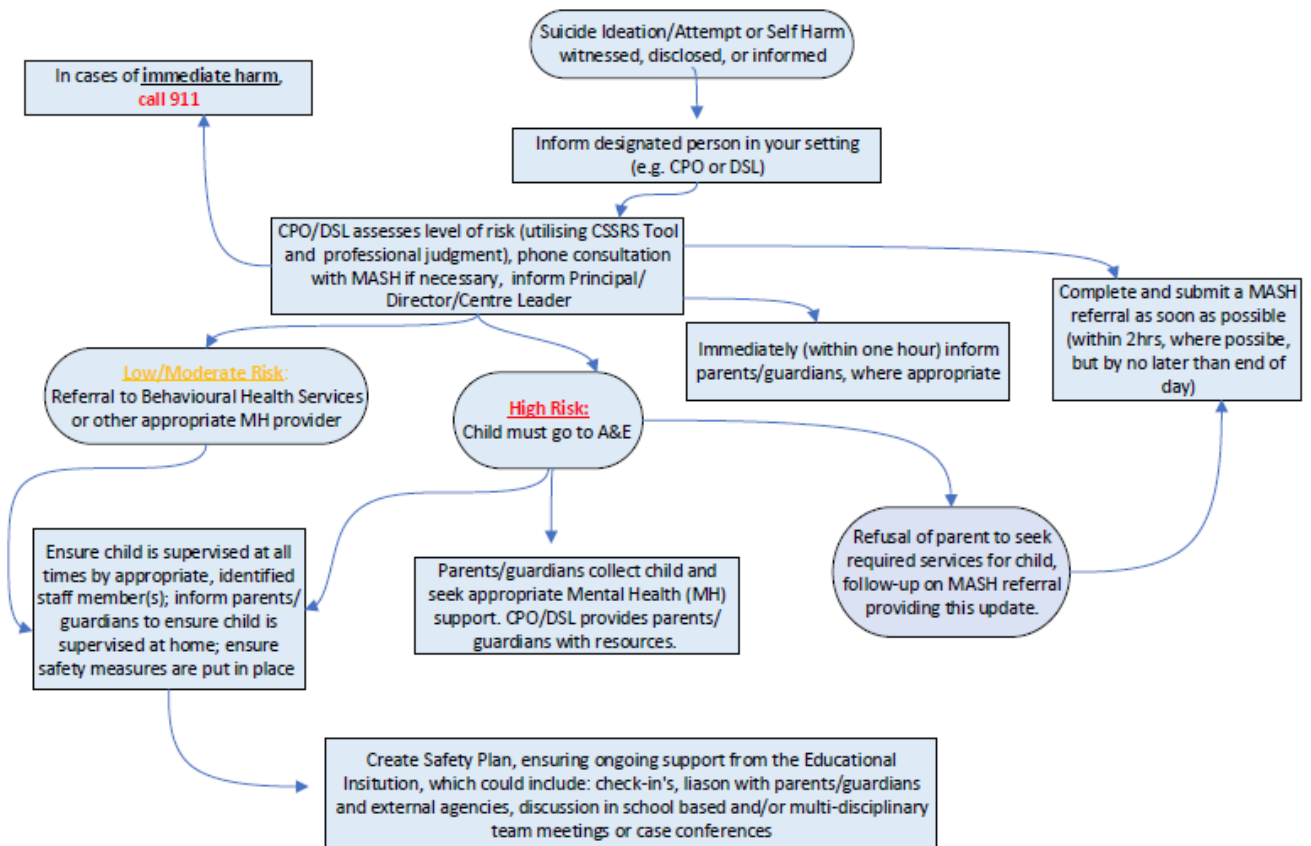 Suicide Ideation/Attempt or Self Harm
witnessed, disclosed, or informed
In cases of immediate harm,
call 911
Inform designated person in your setting
(e.g. CPO or DSL)
CPO/DSL assesses level of risk (utilising CSSRS Tool
and professional judgment), phone consultation
with MASH if necessary, inform Principal/
Director/Centre Leader
Complete and submit a MASH
referral as soon as possible
(within 2hrs, where possibe,
but by no later than end of
day)
Immediately (within one hour) inform
parents/guardians, where appropriate
Low/Moderate Risk:
Referral to Behavioural Health Services
or other appropriate MH provider
High Risk:
Child must go to A&E
Refusal of parent to seek
required services for child,
follow-up on MASH referral
providing this update.
Ensure child is supervised at all
times by appropriate, identified
staff member(s); inform parents/
guardians to ensure child is
supervised at home; ensure
safety measures are put in place
Parents/guardians collect child and
seek appropriate Mental Health (MH)
support. CPO/DSL provides parents/
guardians with resources.
Create Safety Plan, ensuring ongoing support from the Educational
Insitution, which could include: check-in's, liason with parents/guardians
and external agencies, discussion in school based and/or multi-disciplinary
team meetings or case conferences